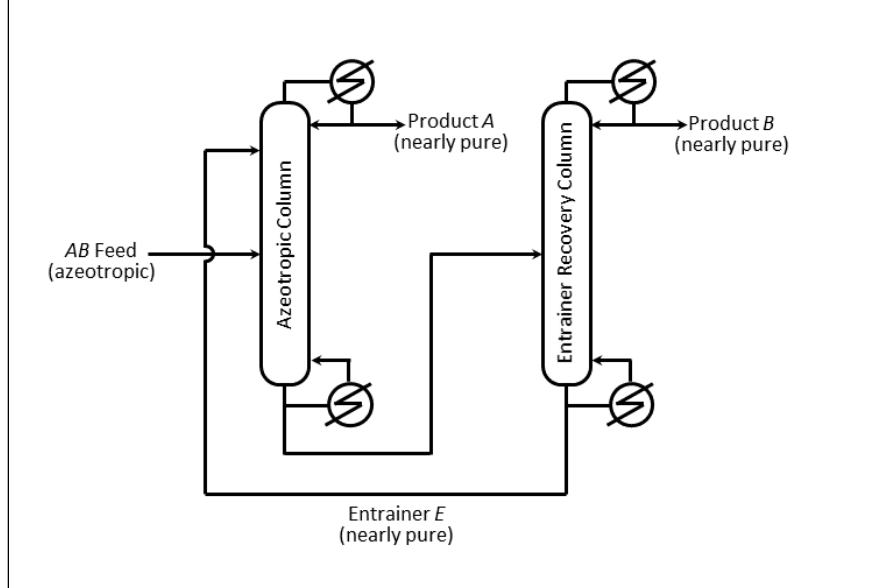 Product A
(nearly pure)
Product B
(nearly pure)
Azeotropic Column
Entrainer Recovery Column
AB Feed
(azeotropic)
Entrainer E
(nearly pure)